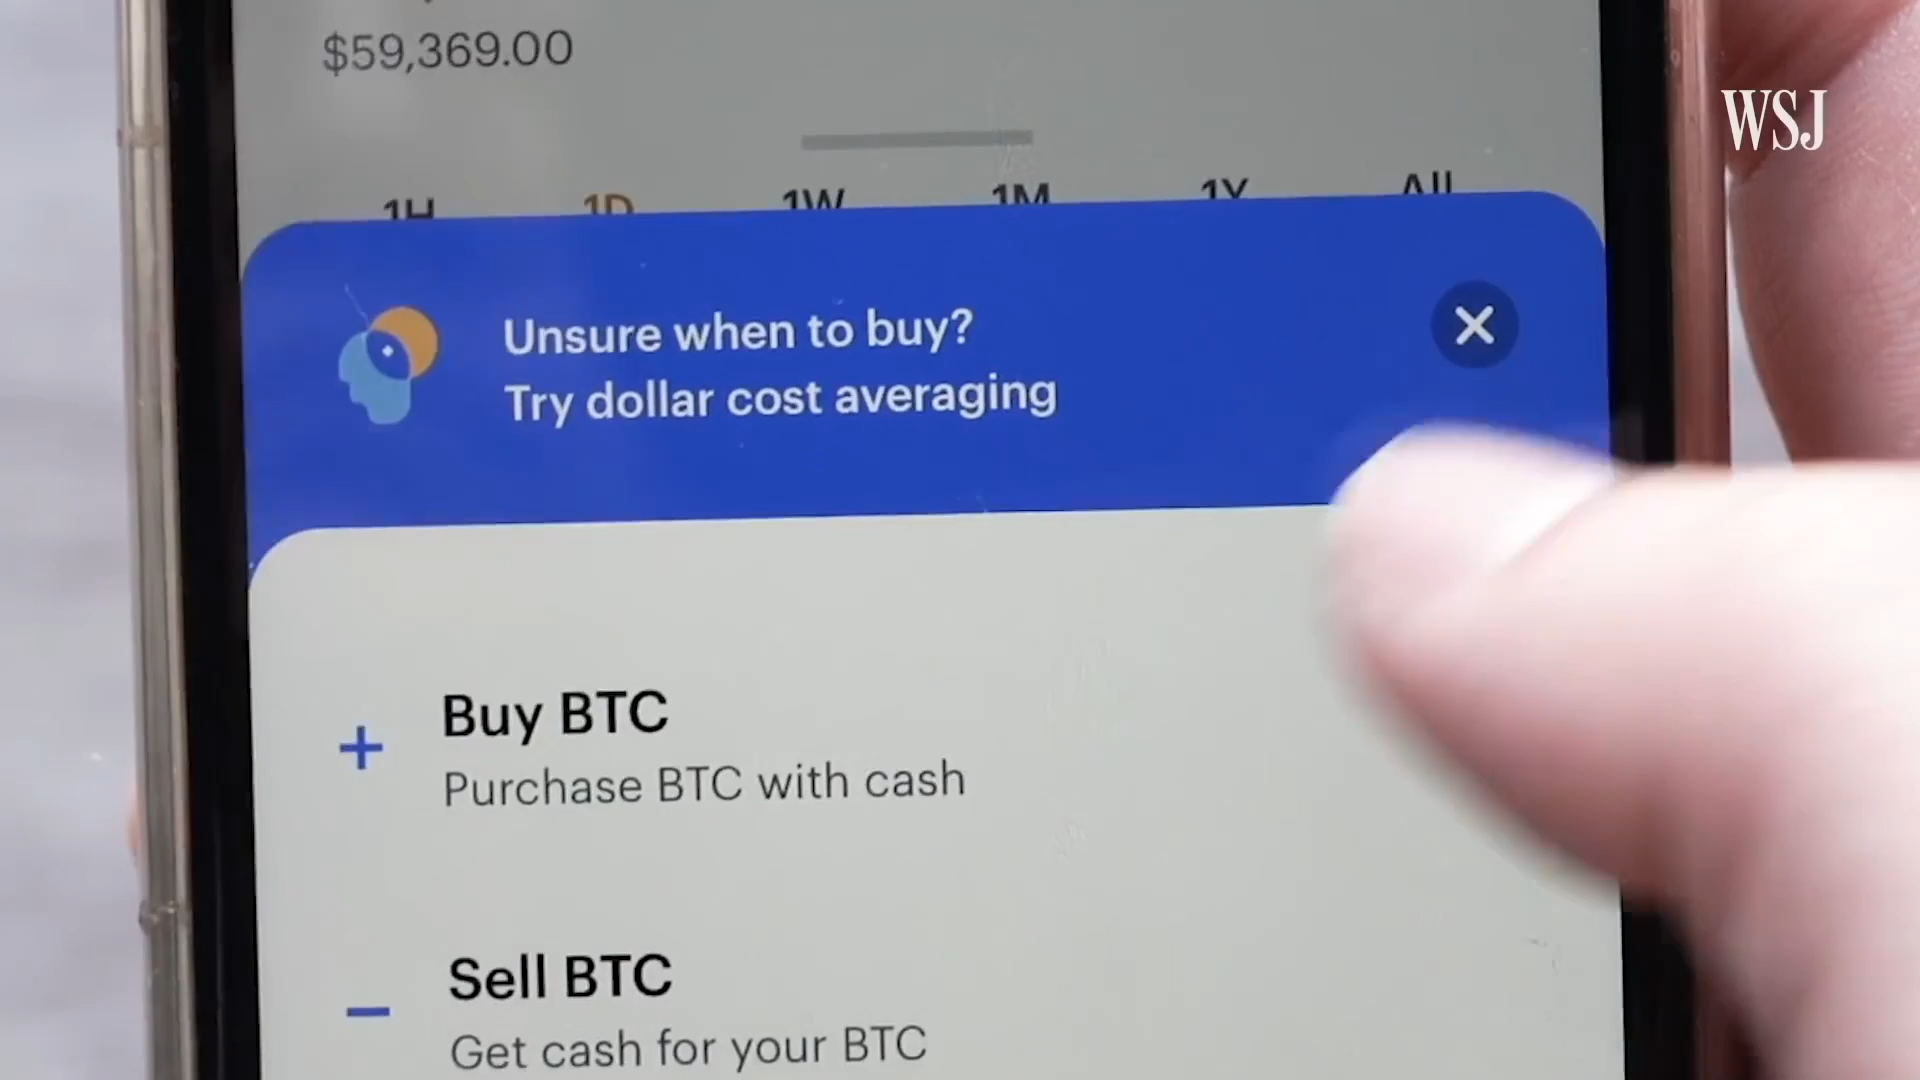 $59,369.00
WSJ
1H 1D 1W 1M 1Y All
Unsure when to buy?
Try dollar cost averaging
Buy BTC
Purchase BTC with cash
Sell BTC
Get cash for your BTC